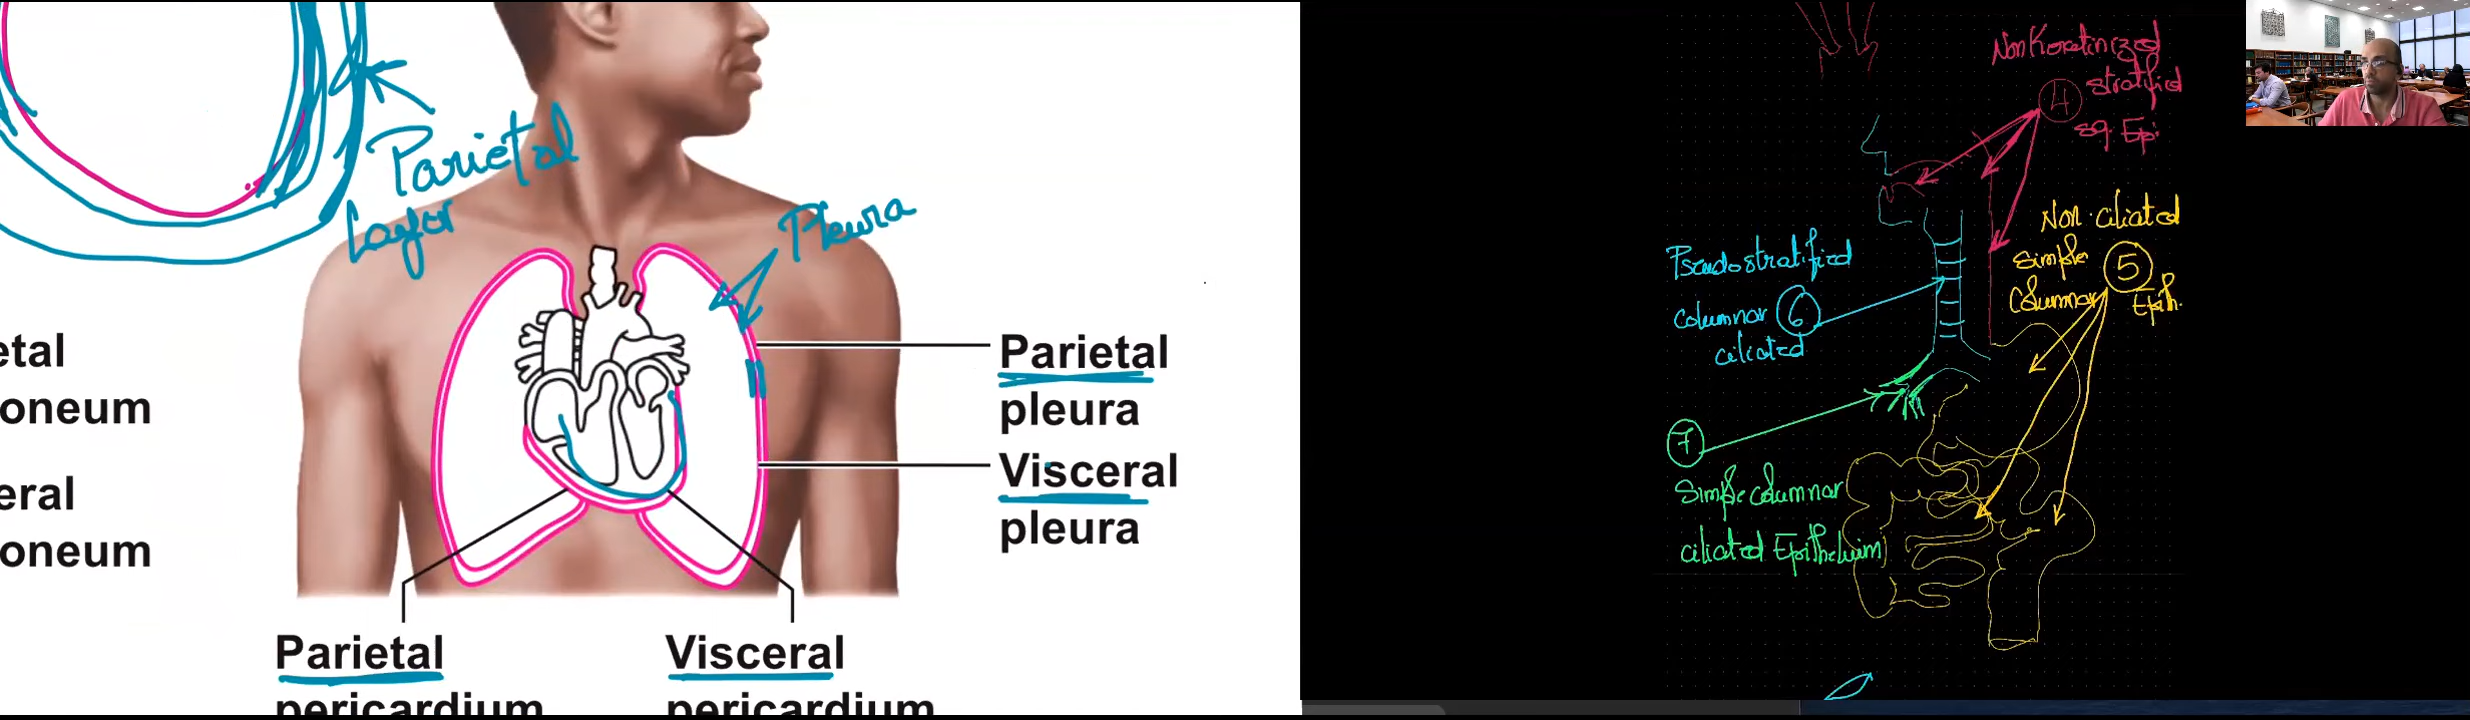 Parietal
Layer
Pleura
etal
oneum
eral
oneum
Parietal
pleura
Visceral
pleura
Parietal
pericardium
Visceral
pericardium
Non Keratinized
stratified
4
sq. Epi:
Non ciliated
Simple
5
Columnar
Epith.
Pseudostratified
columnar 6
ciliated
7
Simple columnar
ciliated Epithelium